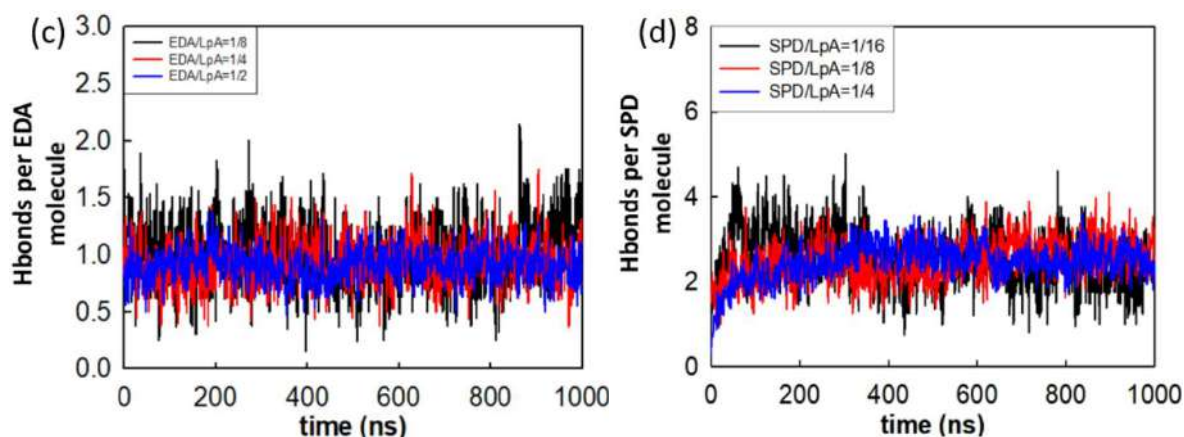 (c)
3.0
2.5
2.0
1.5
1.0
0.5
0.0
Hbonds per EDA
molecule
EDA/LpA=1/8
EDA/LpA=1/4
EDA/LpA=1/2
0 200 400 600 800 1000
time (ns)
(d)
8
6
4
2
0
Hbonds per SPD
molecule
SPD/LpA=1/16
SPD/LpA=1/8
SPD/LpA=1/4
0 200 400 600 800 1000
time (ns)